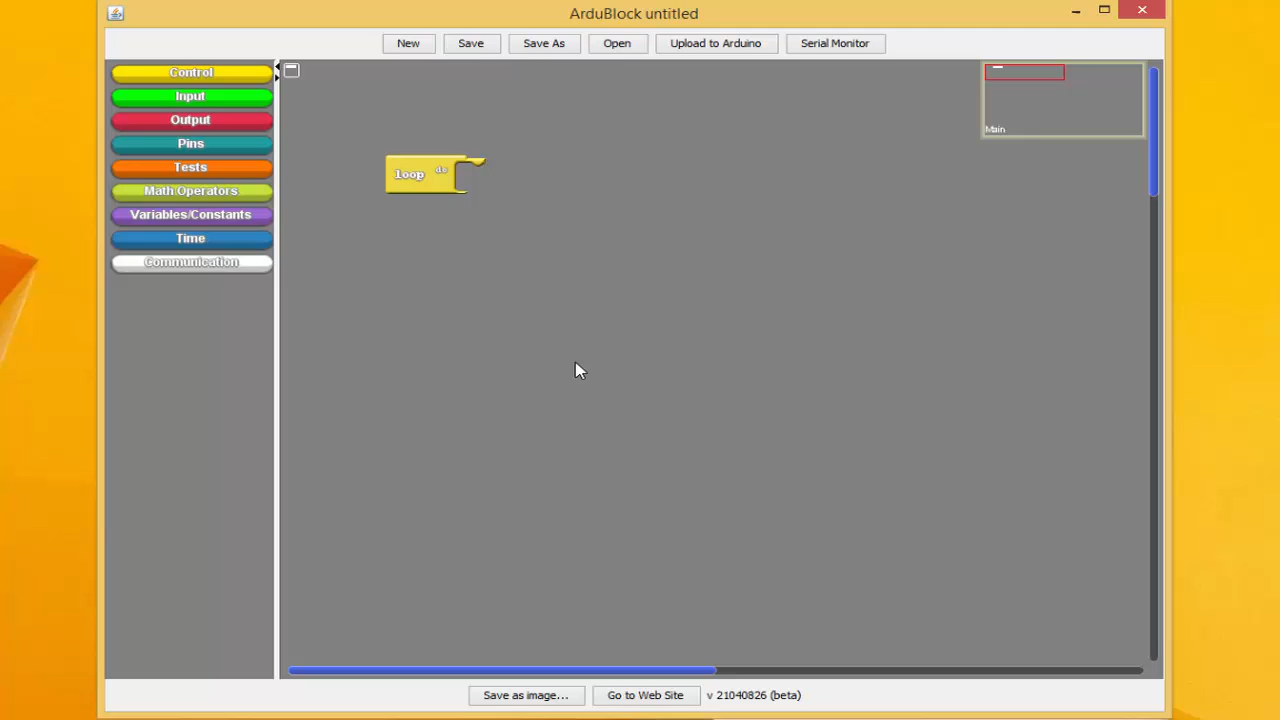 ArduBlock untitled
New
Save
Save As
Open
Upload to Arduino
Serial Monitor
Control
Input
Output
Pins
Tests
Math Operators
Variables/Constants
Time
Communication
loop do
Main
Save as image...
Go to Web Site
v 21040826 (beta)